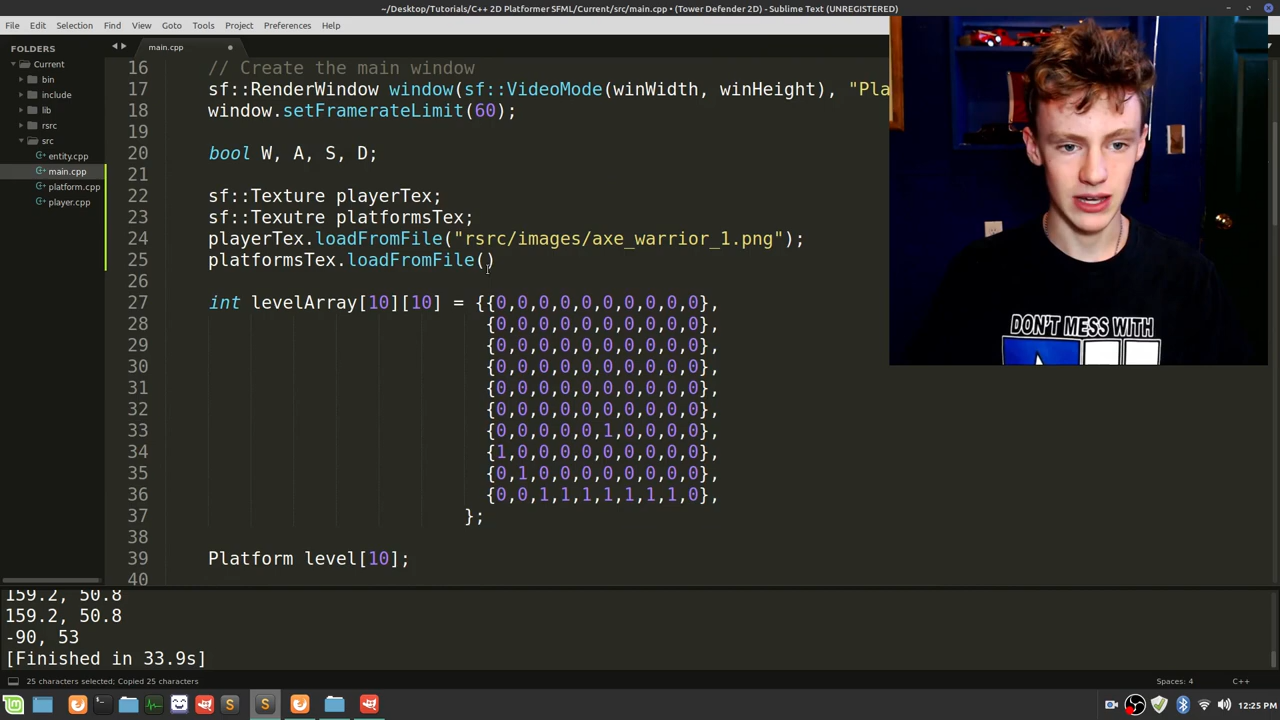 ~/Desktop/Tutorials/C++ 2D Platformer SFML/Current/src/main.cpp • (Tower Defender 2D) - Sublime Text (UNREGISTERED)
File Edit Selection Find View Goto Tools Project Preferences Help
FOLDERS
Current
bin
include
lib
rsrc
src
entity.cpp
main.cpp
platform.cpp
player.cpp
main.cpp
16 // Create the main window
17 sf::RenderWindow window(sf::VideoMode(winWidth, winHeight), "Pla
18 window.setFramerateLimit(60);
19
20 bool W, A, S, D;
21
22 sf::Texture playerTex;
23 sf::Texutre platformsTex;
24 playerTex.loadFromFile("rsrc/images/axe_warrior_1.png");
25 platformsTex.loadFromFile()
26
27 int levelArray[10][10] = {{0,0,0,0,0,0,0,0,0,0},
28 {0,0,0,0,0,0,0,0,0,0},
29 {0,0,0,0,0,0,0,0,0,0},
30 {0,0,0,0,0,0,0,0,0,0},
31 {0,0,0,0,0,0,0,0,0,0},
32 {0,0,0,0,0,0,0,0,0,0},
33 {0,0,0,0,0,1,0,0,0,0},
34 {1,0,0,0,0,0,0,0,0,0},
35 {0,1,0,0,0,0,0,0,0,0},
36 {0,0,1,1,1,1,1,1,1,0},
37 };
38
39 Platform level[10];
40
159.2, 50.8
159.2, 50.8
-90, 53
[Finished in 33.9s]
25 characters selected; Copied 25 characters
Spaces: 4
C++
12:25 PM
DON'T MESS WITH